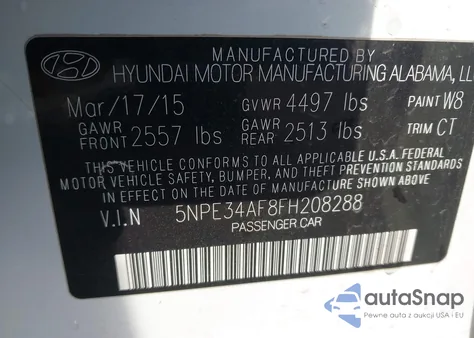 MANUFACTURED BY
HYUNDAI MOTOR MANUFACTURING ALABAMA, LL
Mar/17/15 GVWR 4497 lbs PAINT W8
GAWR FRONT 2557 lbs GAWR REAR 2513 lbs TRIM CT
THIS VEHICLE CONFORMS TO ALL APPLICABLE U.S.A. FEDERAL
MOTOR VEHICLE SAFETY, BUMPER, AND THEFT PREVENTION STANDARDS
IN EFFECT ON THE DATE OF MANUFACTURE SHOWN ABOVE
V.I.N 5NPE34AF8FH208288
PASSENGER CAR
autoSnap
Pewne auta z aukcji USA i EU